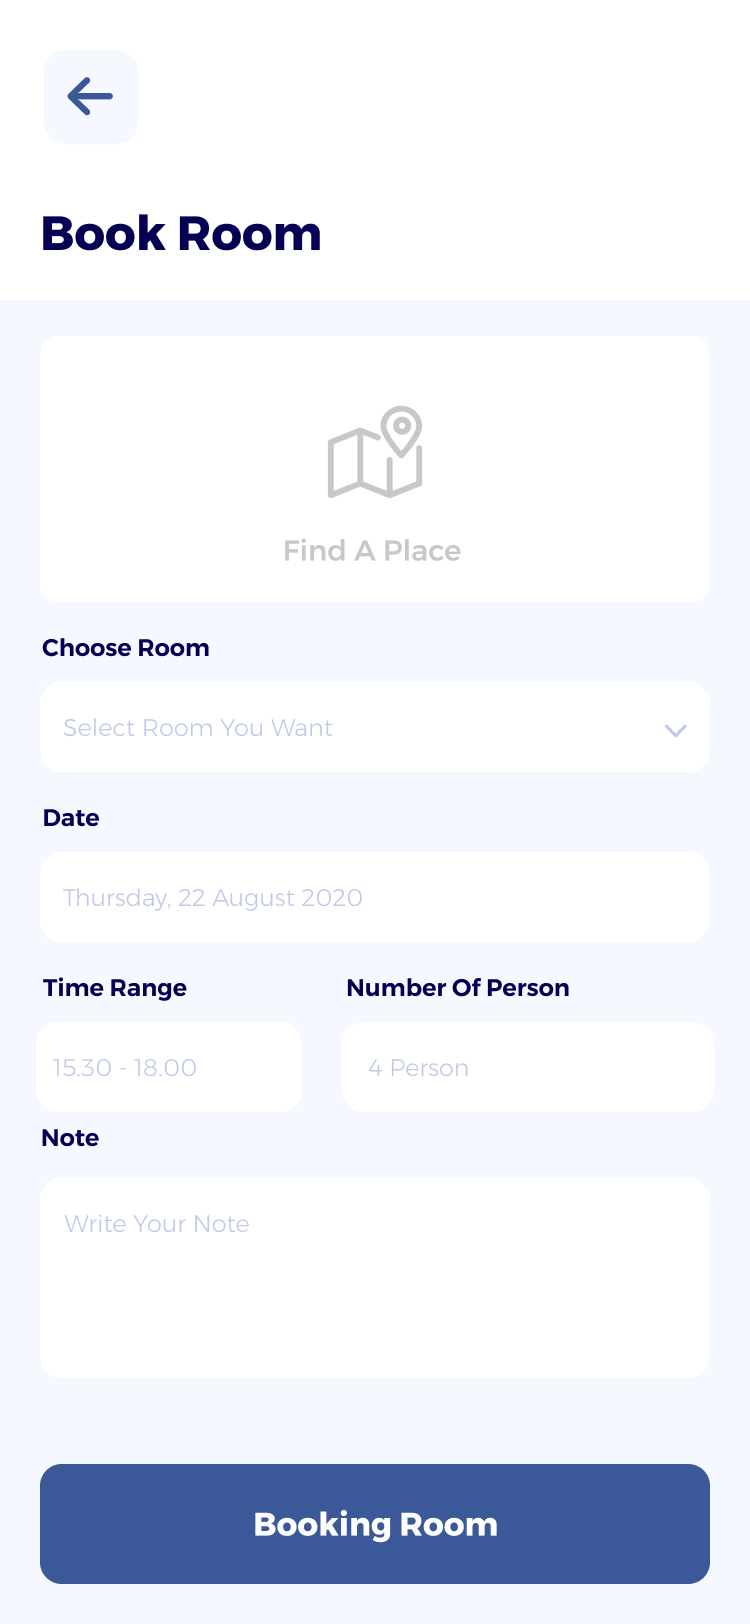 Book Room
Find A Place
Choose Room
Select Room You Want
Date
Thursday, 22 August 2020
Time Range
Number Of Person
15.30 - 18.00
4 Person
Note
Write Your Note
Booking Room